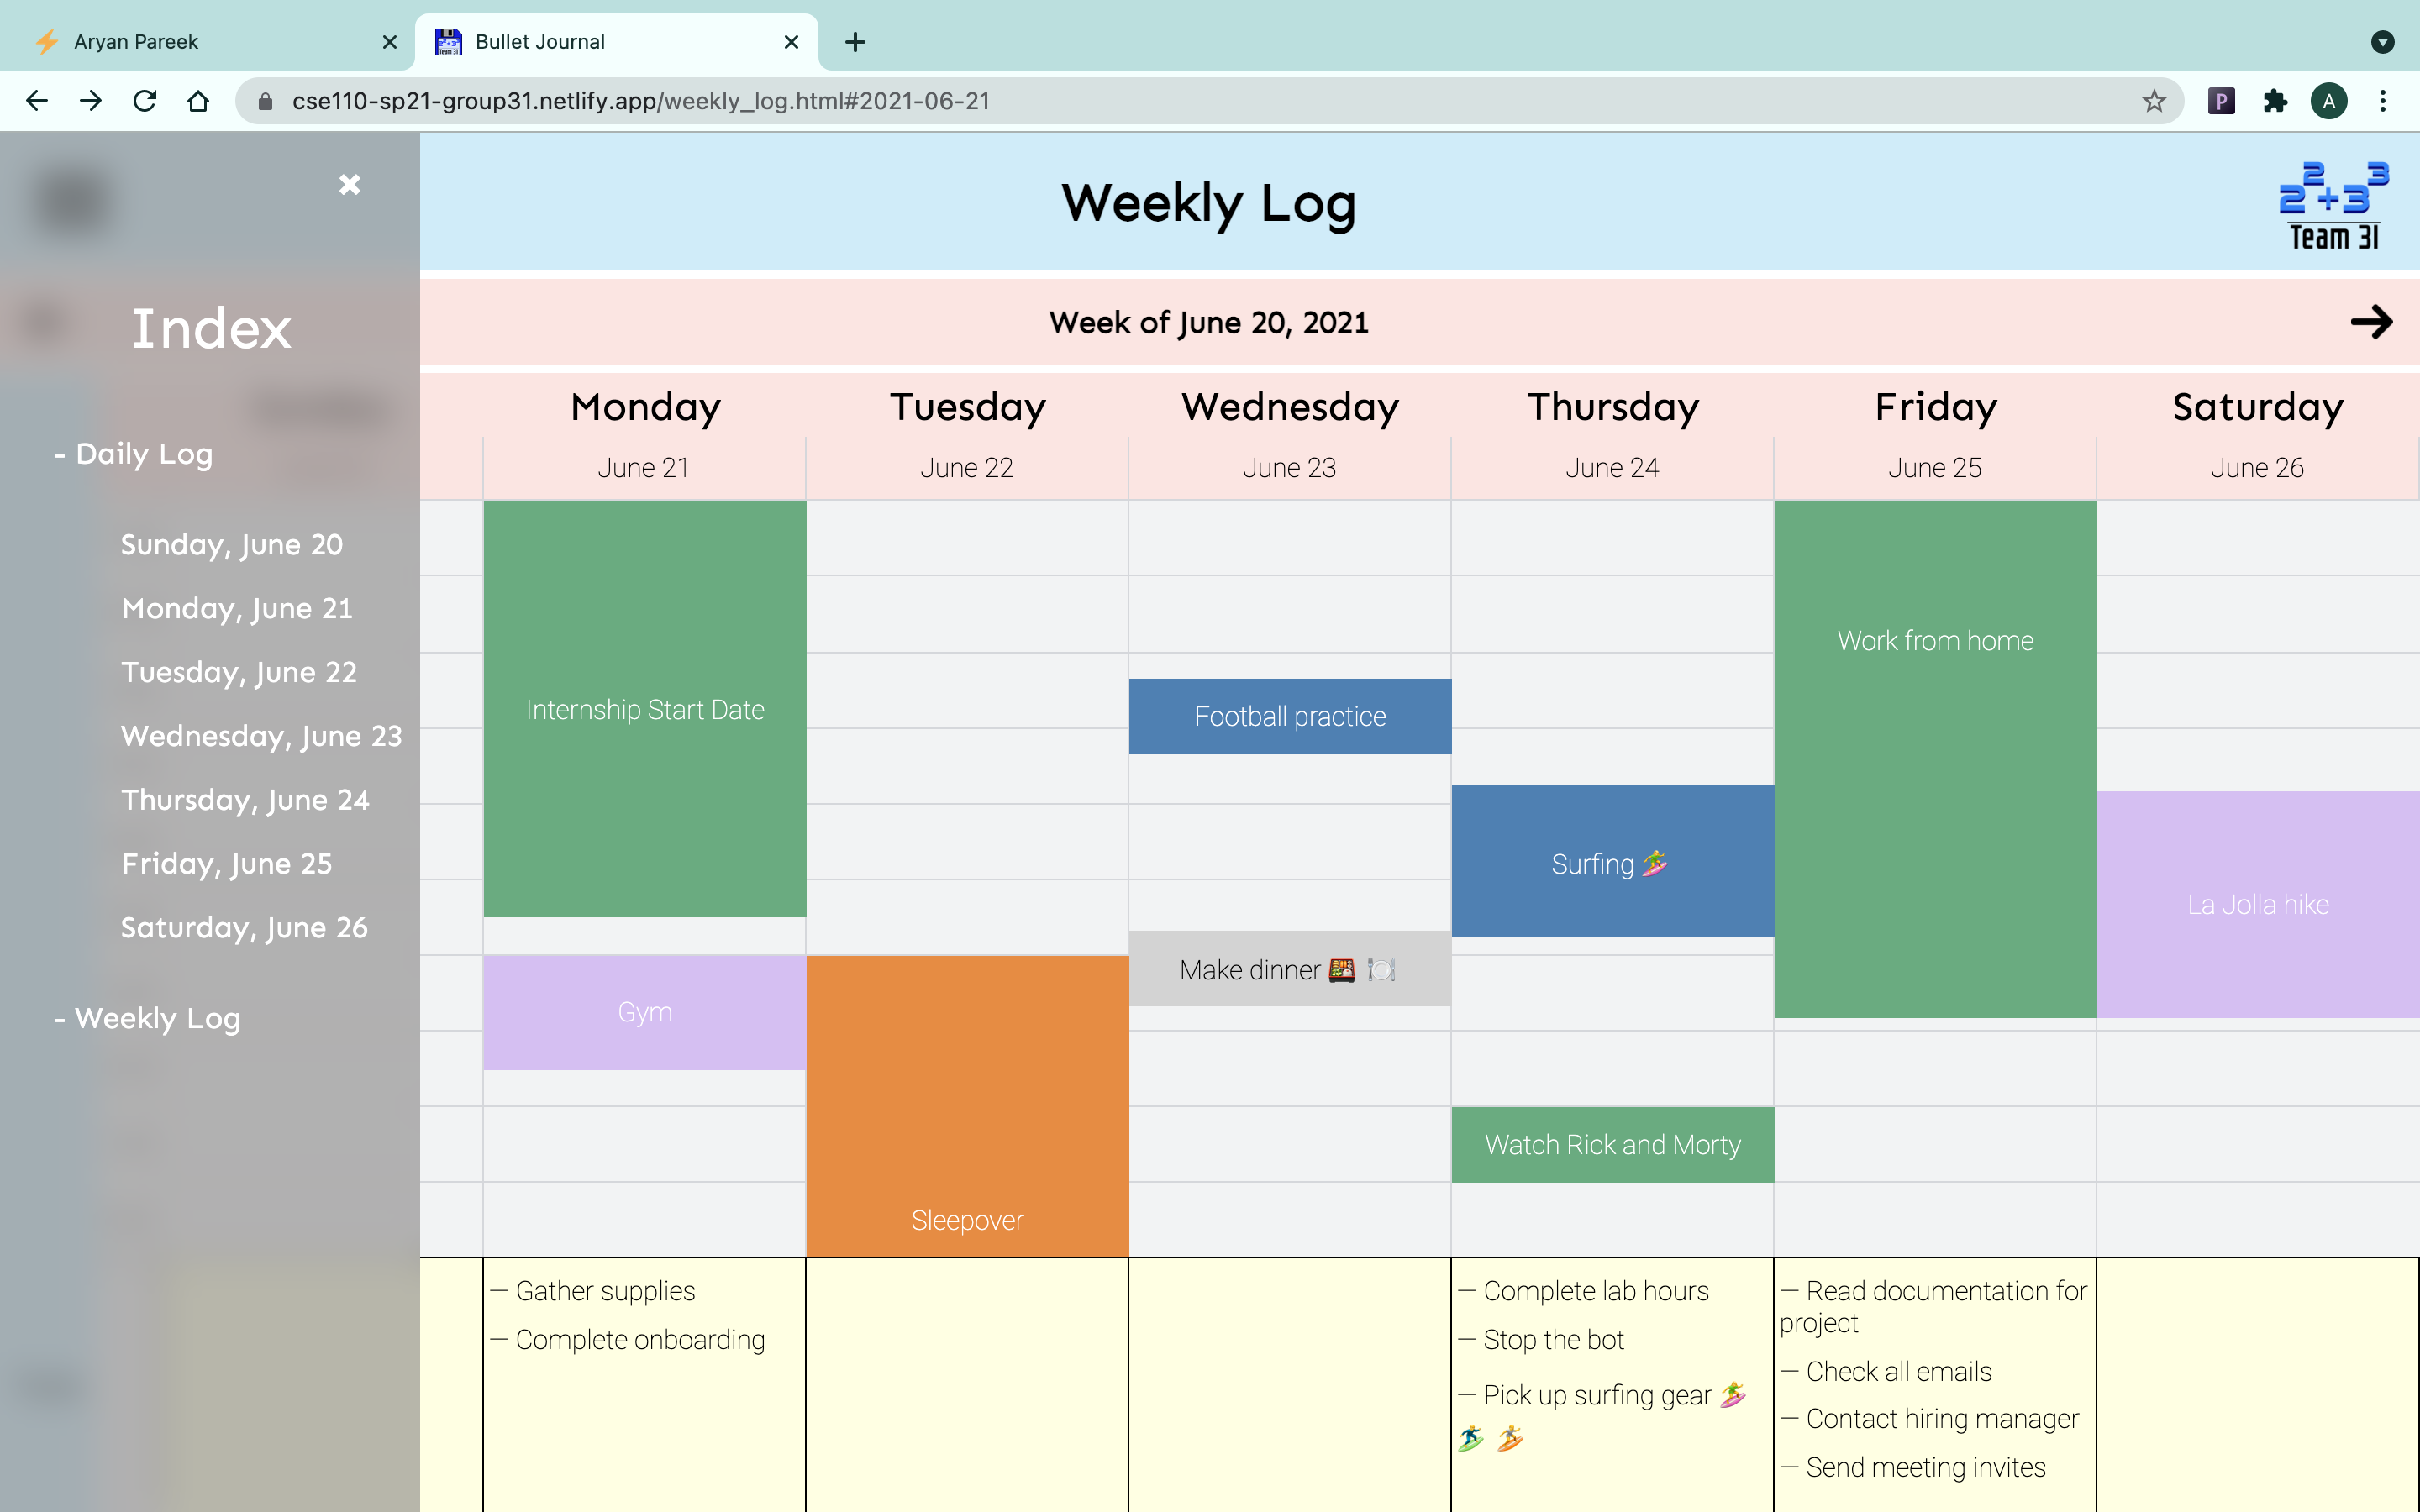 Aryan Pareek
Bullet Journal
cse110-sp21-group31.netlify.app/weekly_log.html#2021-06-21
P
A
Weekly Log
2²+3³
Team 31
Index
- Daily Log
Sunday, June 20
Monday, June 21
Tuesday, June 22
Wednesday, June 23
Thursday, June 24
Friday, June 25
Saturday, June 26
- Weekly Log
Week of June 20, 2021
Monday
Tuesday
Wednesday
Thursday
Friday
Saturday
June 21
June 22
June 23
June 24
June 25
June 26
Internship Start Date
Gym
Sleepover
Football practice
Make dinner 🍱 🍽️
Surfing 🏄
Watch Rick and Morty
Work from home
La Jolla hike
— Gather supplies
— Complete onboarding
— Complete lab hours
— Stop the bot
— Pick up surfing gear 🏄
🏄 🏄
— Read documentation for
project
— Check all emails
— Contact hiring manager
— Send meeting invites